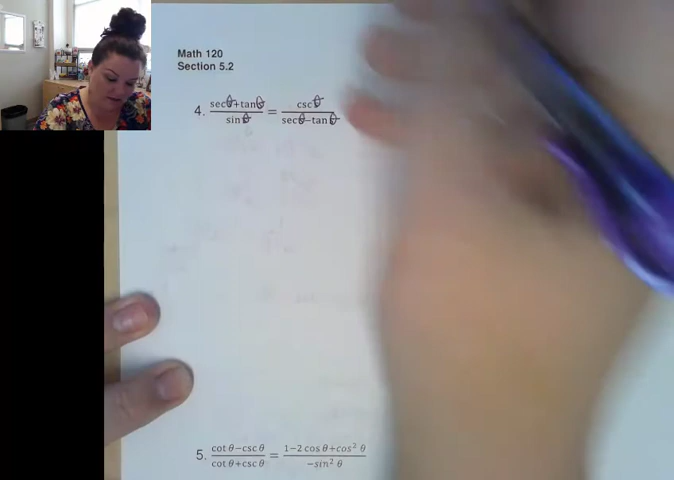 Math 120
Section 5.2
4. secθ+tanθ / sinθ = cscθ / secθ−tanθ
5. cot θ−csc θ / cot θ+csc θ = 1−2 cos θ+cos² θ / −sin² θ